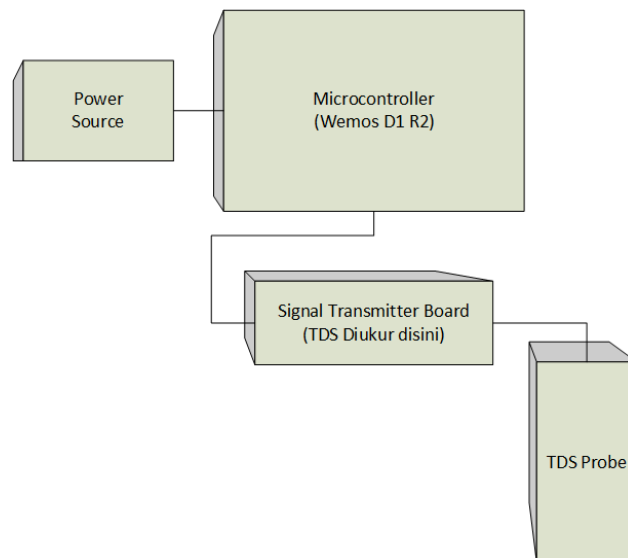 Power
Source
Microcontroller
(Wemos D1 R2)
Signal Transmitter Board
(TDS Diukur disini)
TDS Probe